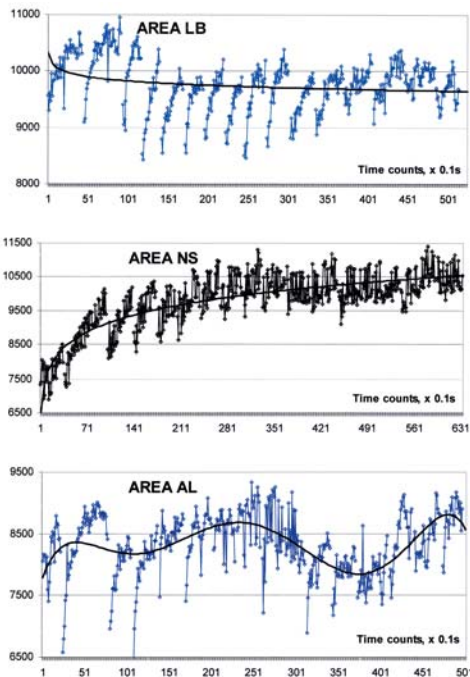 AREA LB
11000
10000
9000
8000
Time counts, x 0.1s
1 51 101 151 201 251 301 351 401 451 501
AREA NS
11500
10500
9500
8500
7500
6500
Time counts, x 0.1s
1 71 141 211 281 351 421 491 561 631
AREA AL
9500
8500
7500
6500
Time counts, x 0.1s
1 51 101 151 201 251 301 351 401 451 501